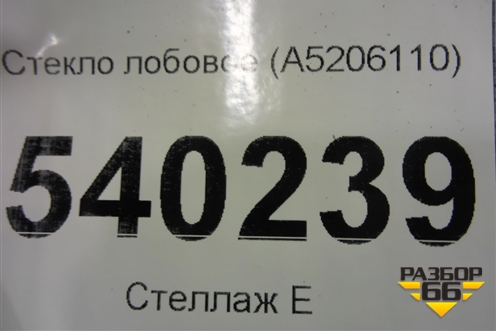 Стекло лобовое (A5206110)
540239
Стеллаж Е
РАЗБОР
66